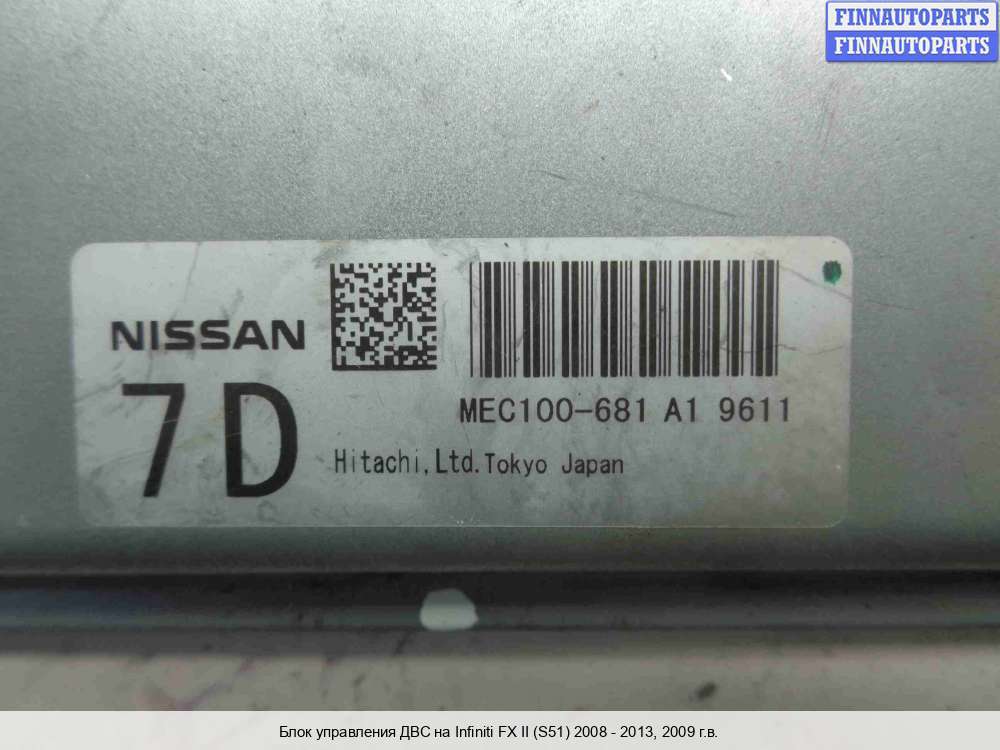 FINNAUTOPARTS
FINNAUTOPARTS
NISSAN
7D
MEC100-681 A1 9611
Hitachi,Ltd.Tokyo Japan
Блок управления ДВС на Infiniti FX II (S51) 2008 - 2013, 2009 г.в.